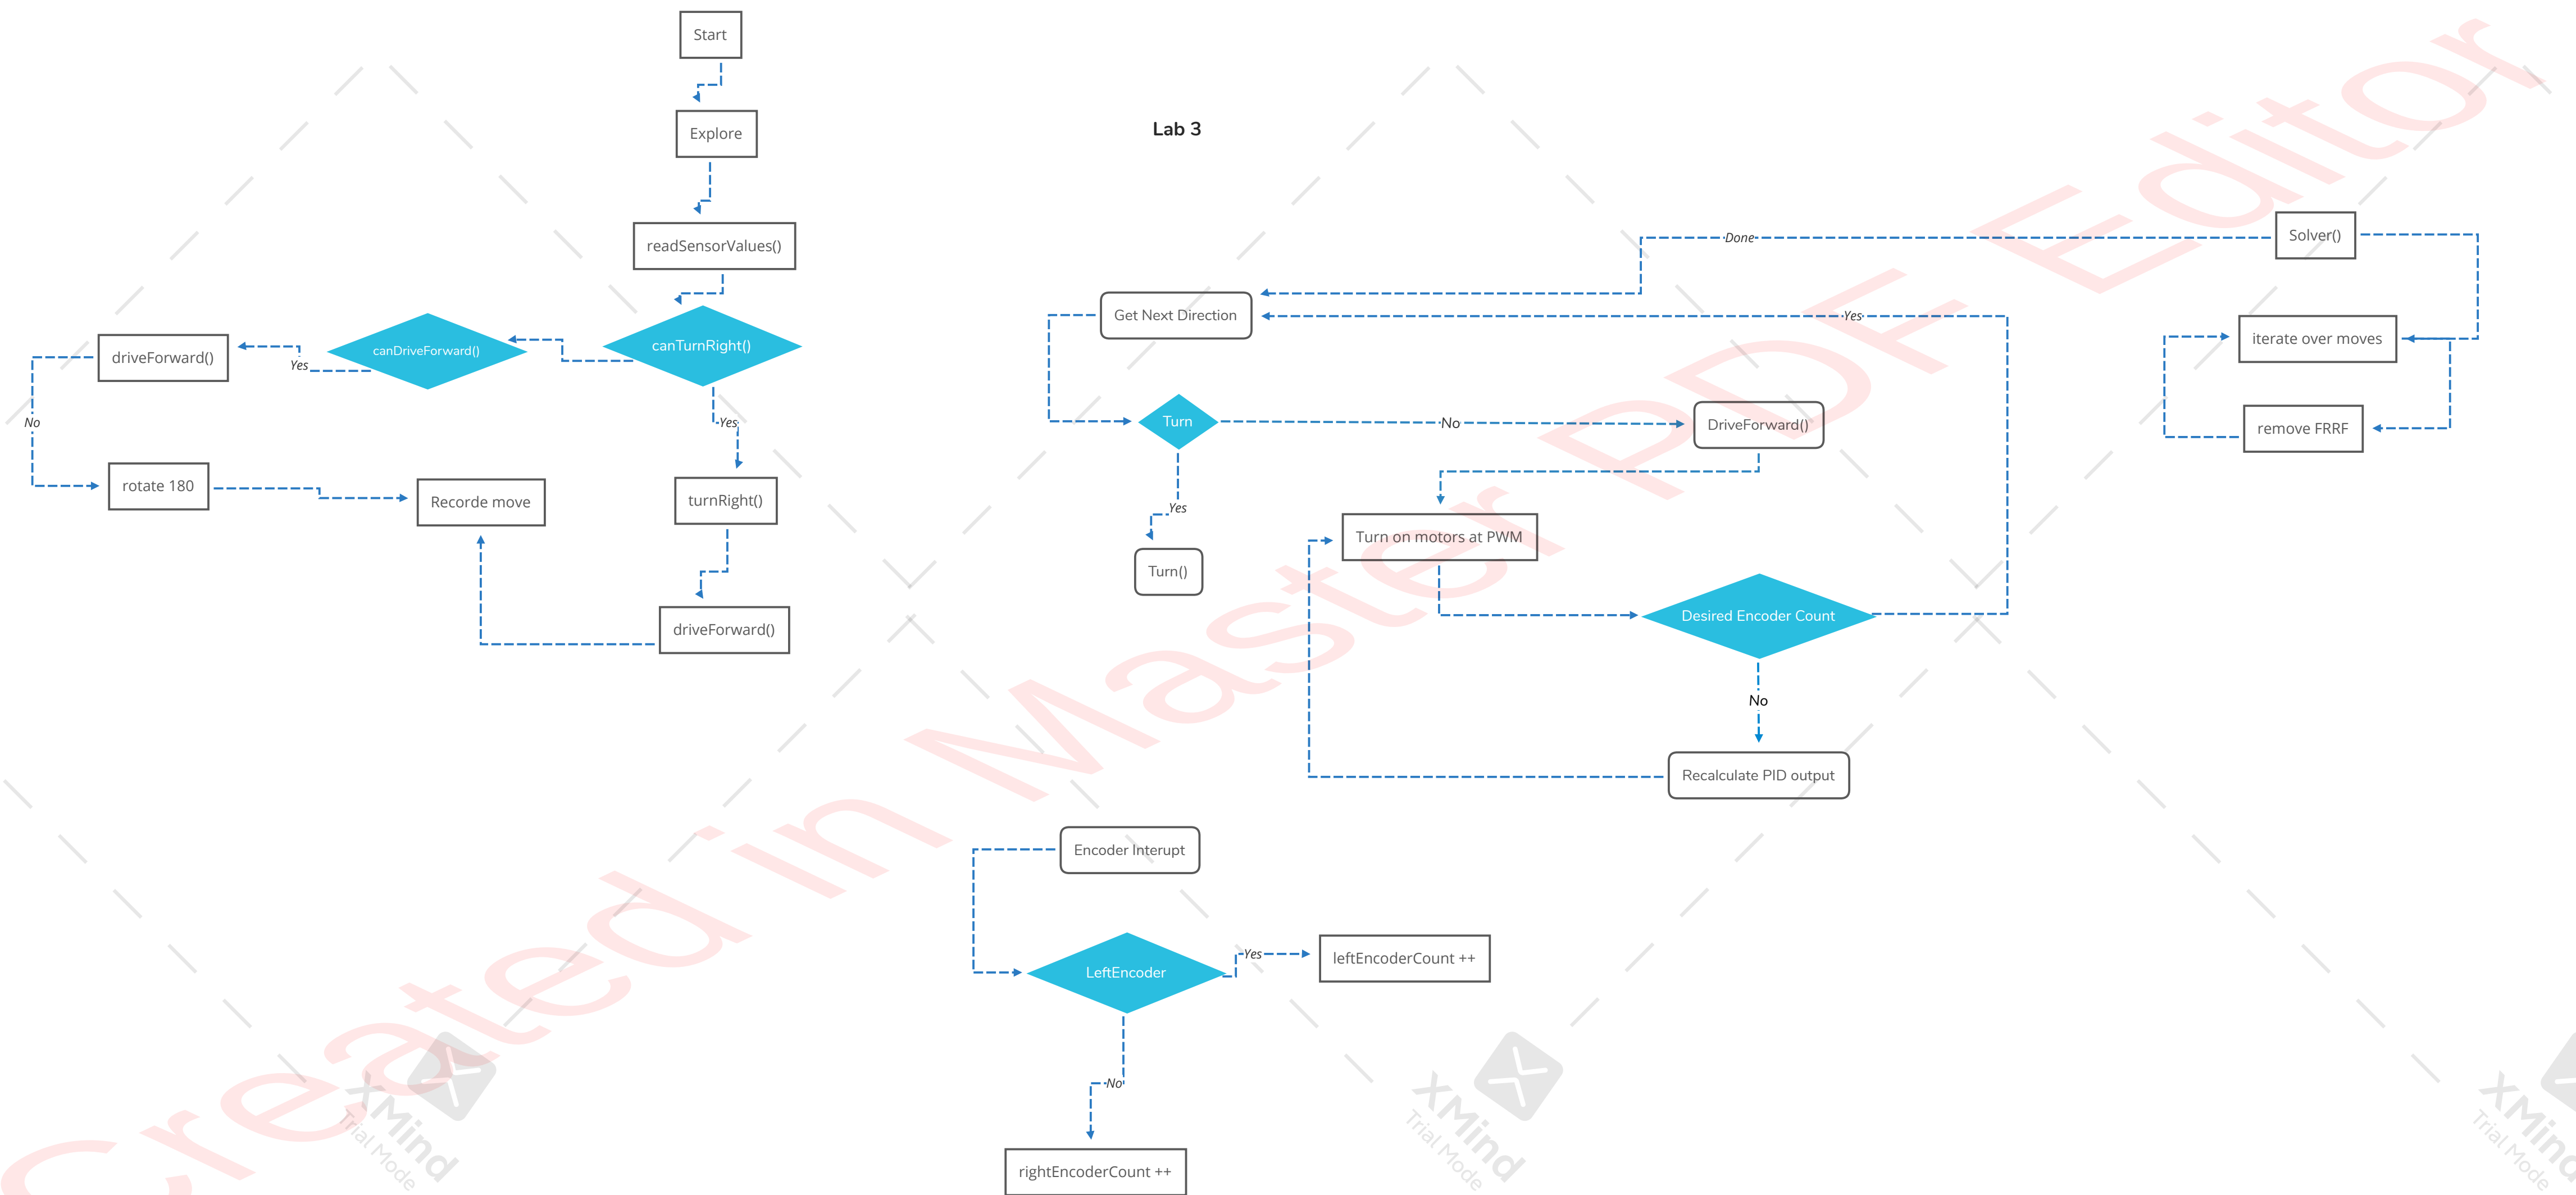 Start
Explore
Lab 3
readSensorValues()
canTurnRight()
canDriveForward()
driveForward()
Yes
No
Yes
rotate 180
Recorde move
turnRight()
driveForward()
Done
Solver()
Get Next Direction
Yes
iterate over moves
Turn
No
DriveForward()
remove FRRF
Yes
Turn()
Turn on motors at PWM
Desired Encoder Count
No
Recalculate PID output
Encoder Interupt
LeftEncoder
Yes
leftEncoderCount ++
No
rightEncoderCount ++
Created in Master PDF Editor
XMind
Trial Mode
XMind
Trial Mode
XMind
Trial Mode